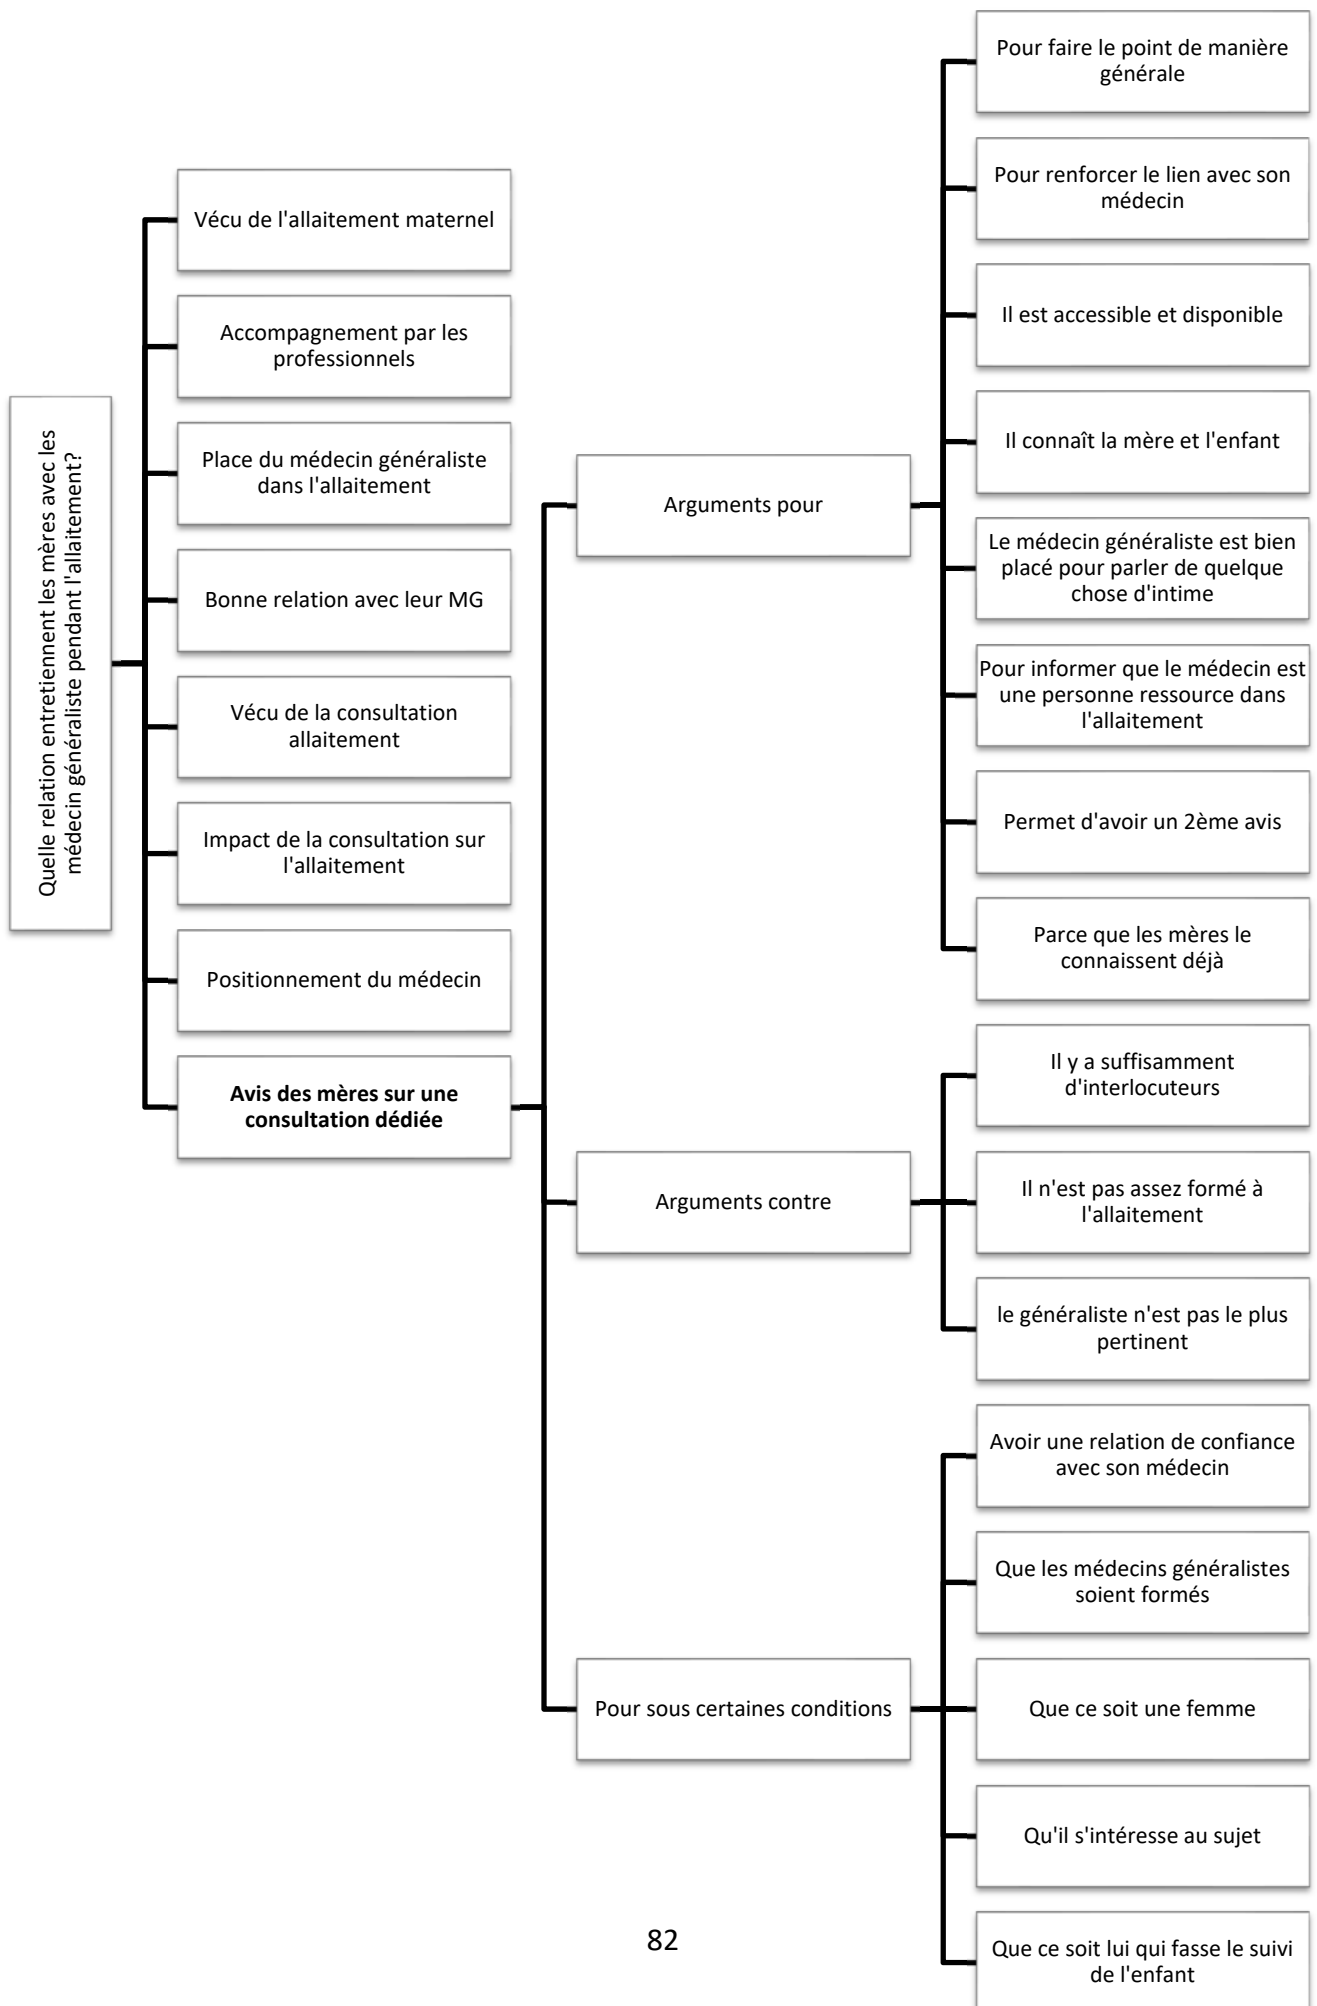 Quelle relation entretiennent les mères avec les
médecin généraliste pendant l'allaitement?
Vécu de l'allaitement maternel
Accompagnement par les
professionnels
Place du médecin généraliste
dans l'allaitement
Bonne relation avec leur MG
Vécu de la consultation
allaitement
Impact de la consultation sur
l'allaitement
Positionnement du médecin
Avis des mères sur une
consultation dédiée
Arguments pour
Pour faire le point de manière
générale
Pour renforcer le lien avec son
médecin
Il est accessible et disponible
Il connaît la mère et l'enfant
Le médecin généraliste est bien
placé pour parler de quelque
chose d'intime
Pour informer que le médecin est
une personne ressource dans
l'allaitement
Permet d'avoir un 2ème avis
Parce que les mères le
connaissent déjà
Arguments contre
Il y a suffisamment
d'interlocuteurs
Il n'est pas assez formé à
l'allaitement
le généraliste n'est pas le plus
pertinent
Pour sous certaines conditions
Avoir une relation de confiance
avec son médecin
Que les médecins généralistes
soient formés
Que ce soit une femme
Qu'il s'intéresse au sujet
Que ce soit lui qui fasse le suivi
de l'enfant
82